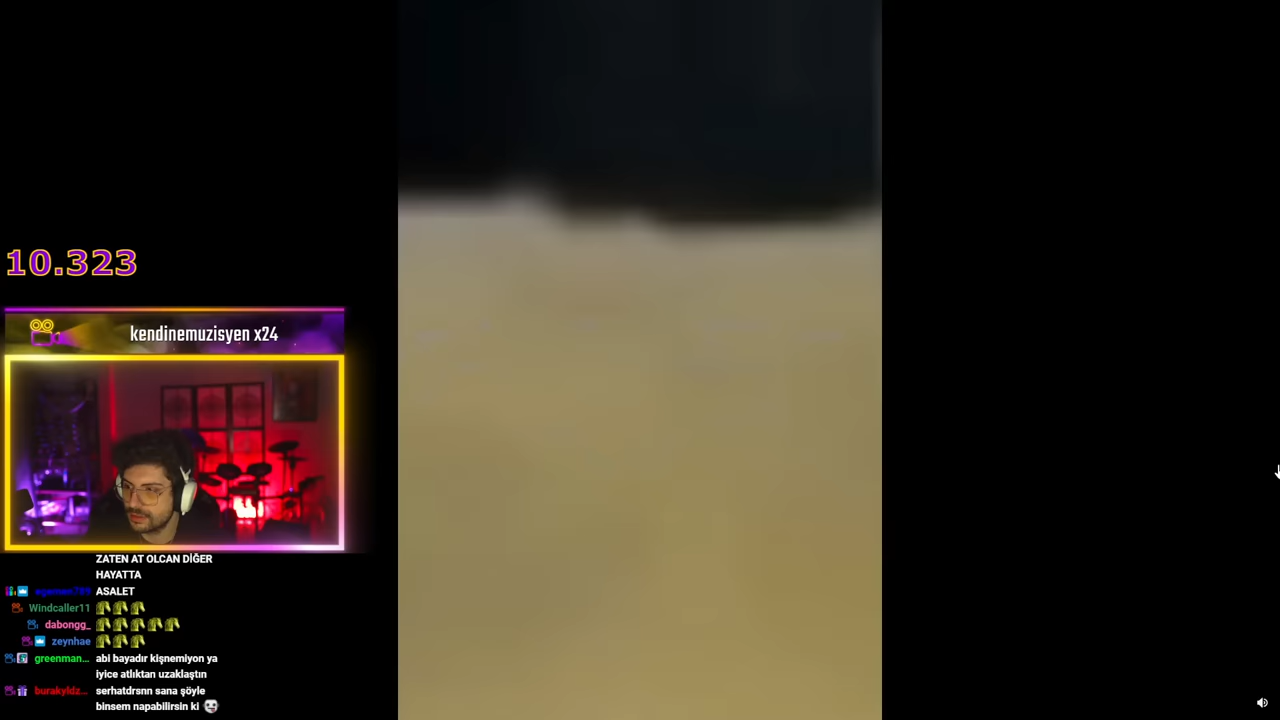 10.323
kendinemuzisyen x24
ZATEN AT OLCAN DİĞER
HAYATTA
ASALET
Windcaller11
dabongg_
zeynhae
greenman... abi bayadır kişnemiyon ya
iyice atlıktan uzaklaştın
burakyldz... serhatdrsnn sana şöyle
binsem napabilirsin ki